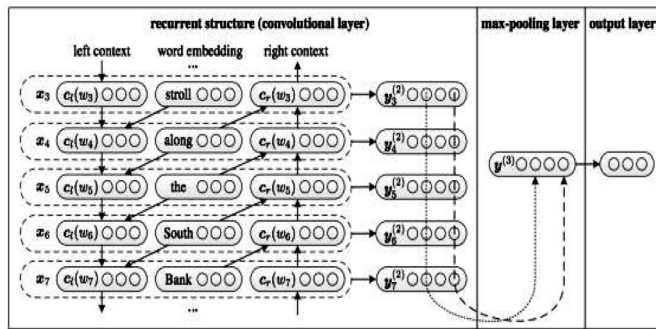 recurrent structure (convolutional layer) max-pooling layer output layer
left context word embedding right context
...
x₃ cₗ(w₃) stroll cᵣ(w₃) y₃⁽²⁾
x₄ cₗ(w₄) along cᵣ(w₄) y₄⁽²⁾
y⁽³⁾
x₅ cₗ(w₅) the cᵣ(w₅) y₅⁽²⁾
x₆ cₗ(w₆) South cᵣ(w₆) y₆⁽²⁾
x₇ cₗ(w₇) Bank cᵣ(w₇) y₇⁽²⁾
...